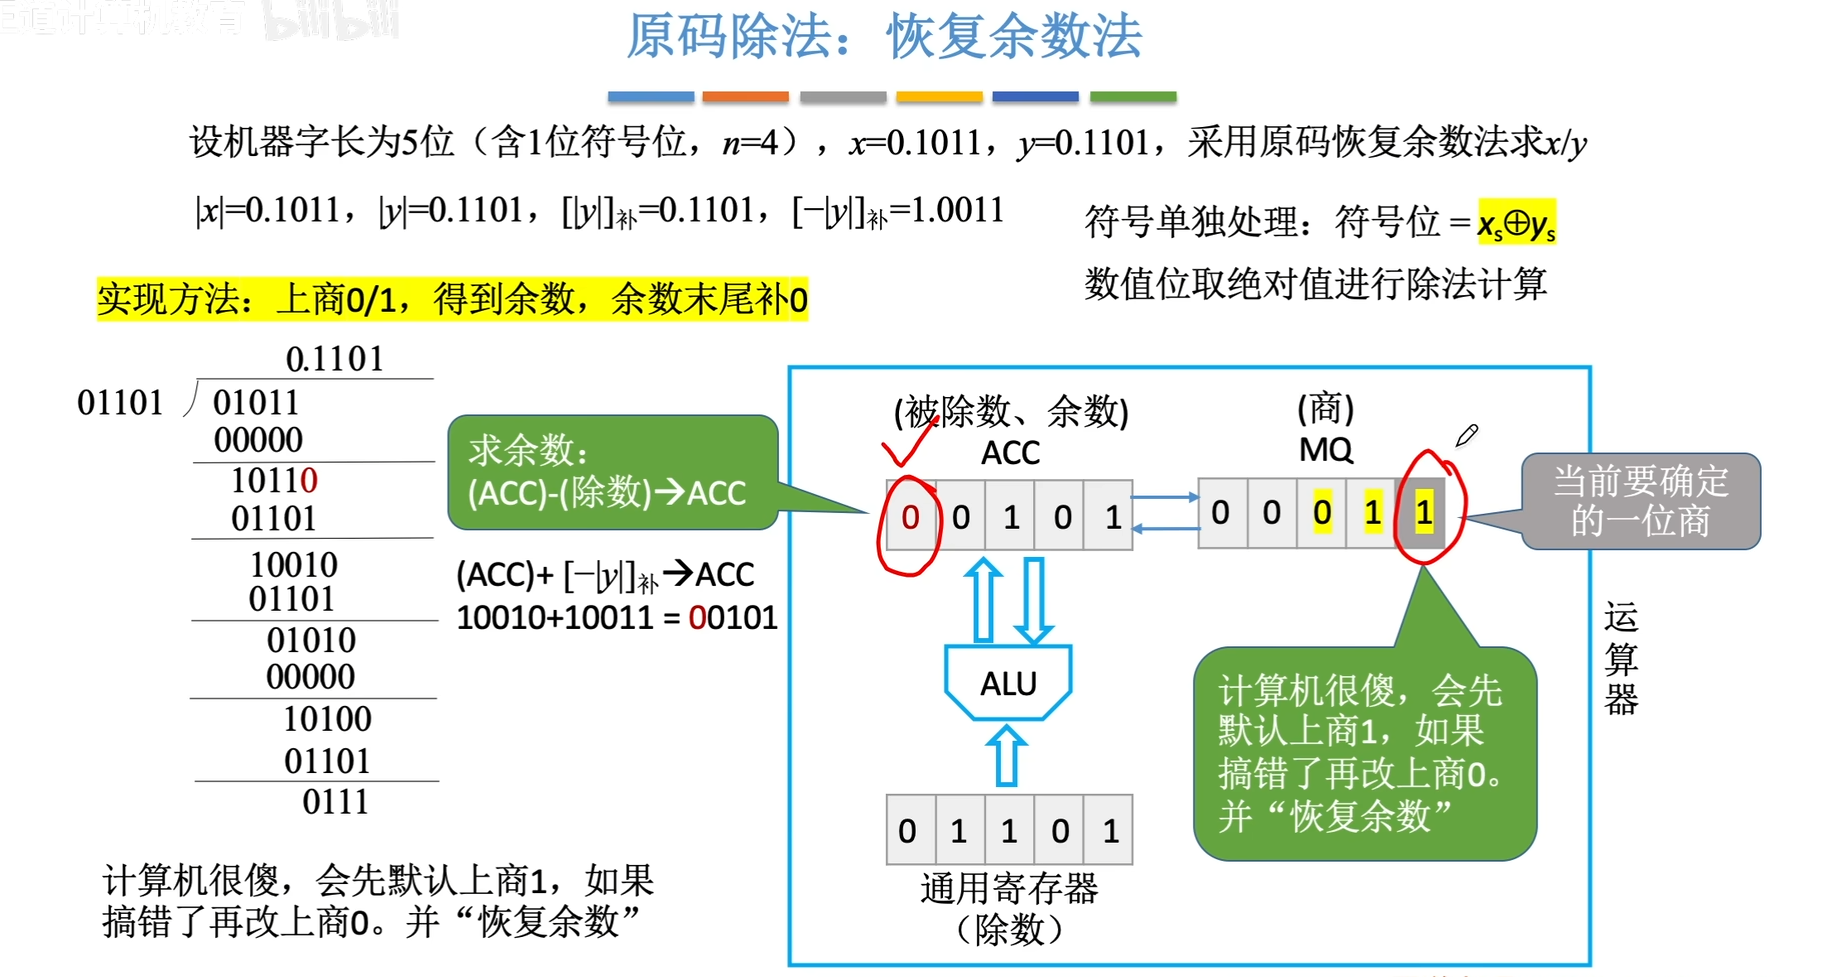 王道计算机教育 bilibili
原码除法：恢复余数法
设机器字长为5位（含1位符号位，n=4），x=0.1011，y=0.1101，采用原码恢复余数法求x/y
|x|=0.1011，|y|=0.1101，[|y|]补=0.1101，[−|y|]补=1.0011
符号单独处理：符号位 = xs⊕ys
数值位取绝对值进行除法计算
实现方法：上商0/1，得到余数，余数末尾补0
0.1101
01101
01011
00000
10110
01101
10010
01101
01010
00000
10100
01101
0111
求余数：
(ACC)-(除数)→ACC
(ACC)+ [−|y|]补→ACC
10010+10011 = 00101
计算机很傻，会先默认上商1，如果
搞错了再改上商0。并“恢复余数”
(被除数、余数)
ACC
0 0 1 0 1
(商)
MQ
0 0 0 1 1
当前要确定
的一位商
ALU
0 1 1 0 1
通用寄存器
（除数）
计算机很傻，会先
默认上商1，如果
搞错了再改上商0。
并“恢复余数”
运
算
器